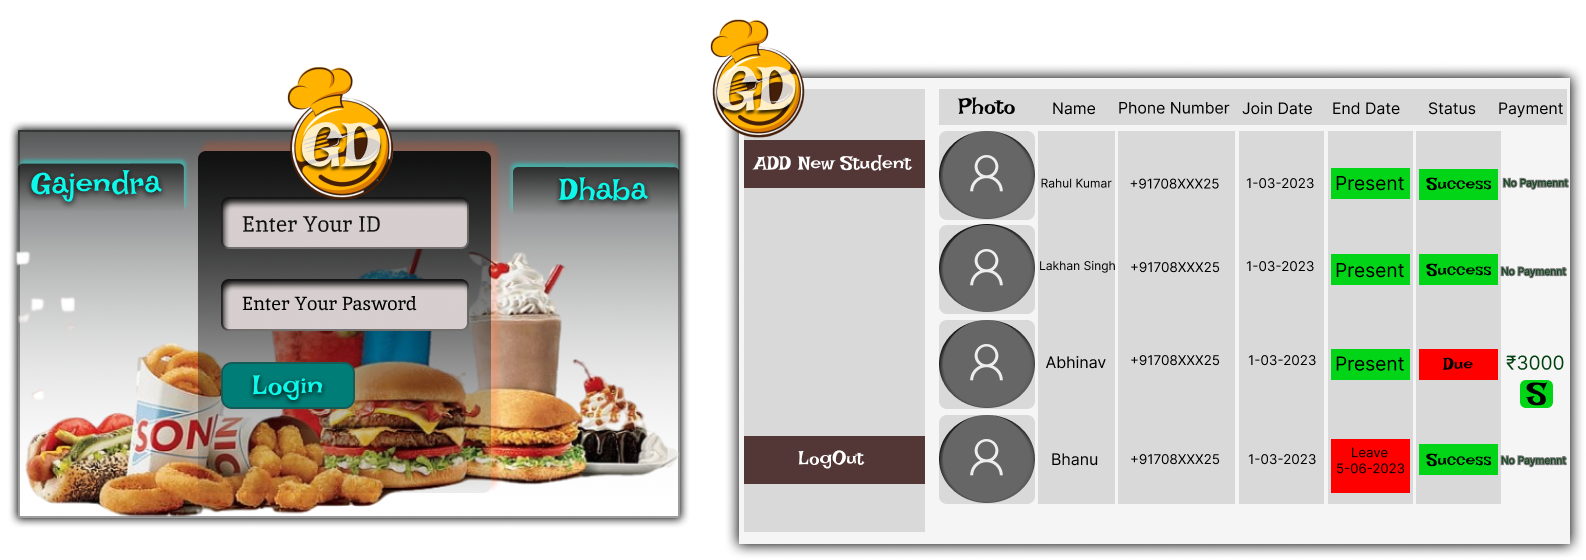 GD
Gajendra
Dhaba
Enter Your ID
Enter Your Pasword
Login
SONIC
GD
ADD New Student
LogOut
Photo Name Phone Number Join Date End Date Status Payment
Rahul Kumar +91708XXX25 1-03-2023 Present Success No Paymennt
Lakhan Singh +91708XXX25 1-03-2023 Present Success No Paymennt
Abhinav +91708XXX25 1-03-2023 Present Due ₹3000
S
Bhanu +91708XXX25 1-03-2023 Leave
5-06-2023 Success No Paymennt